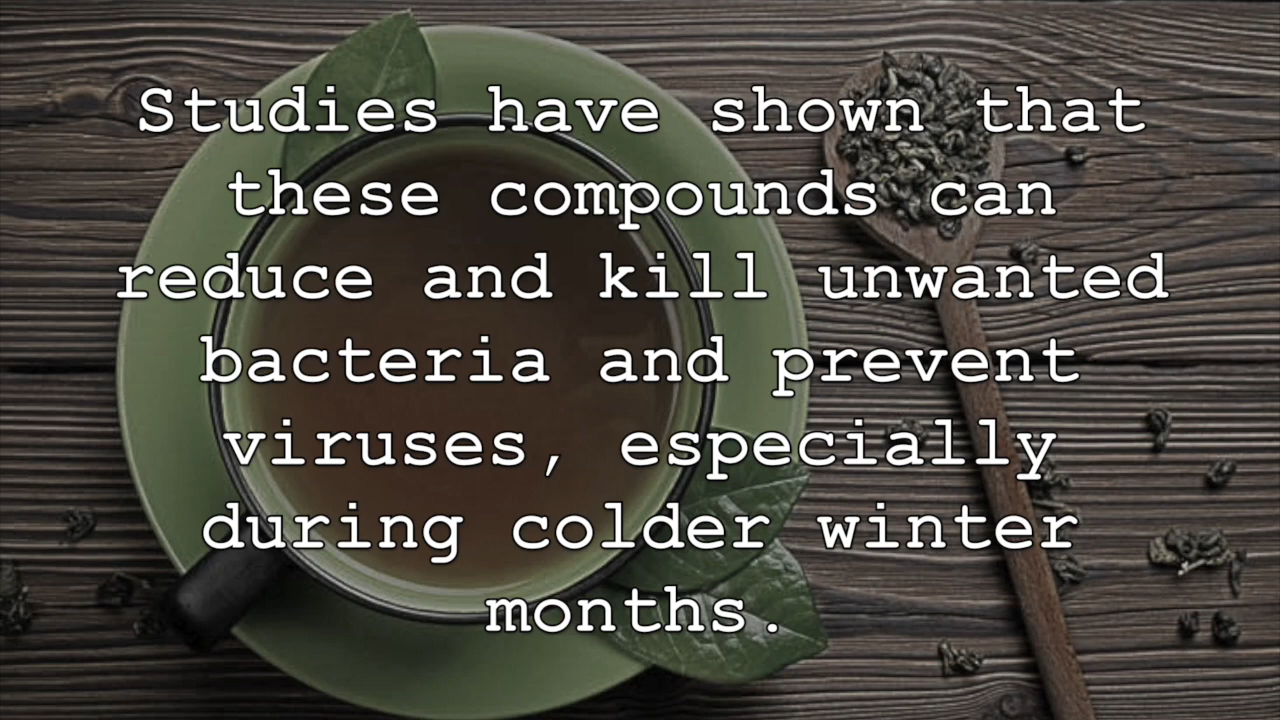 Studies have shown that
these compounds can
reduce and kill unwanted
bacteria and prevent
viruses, especially
during colder winter
months.